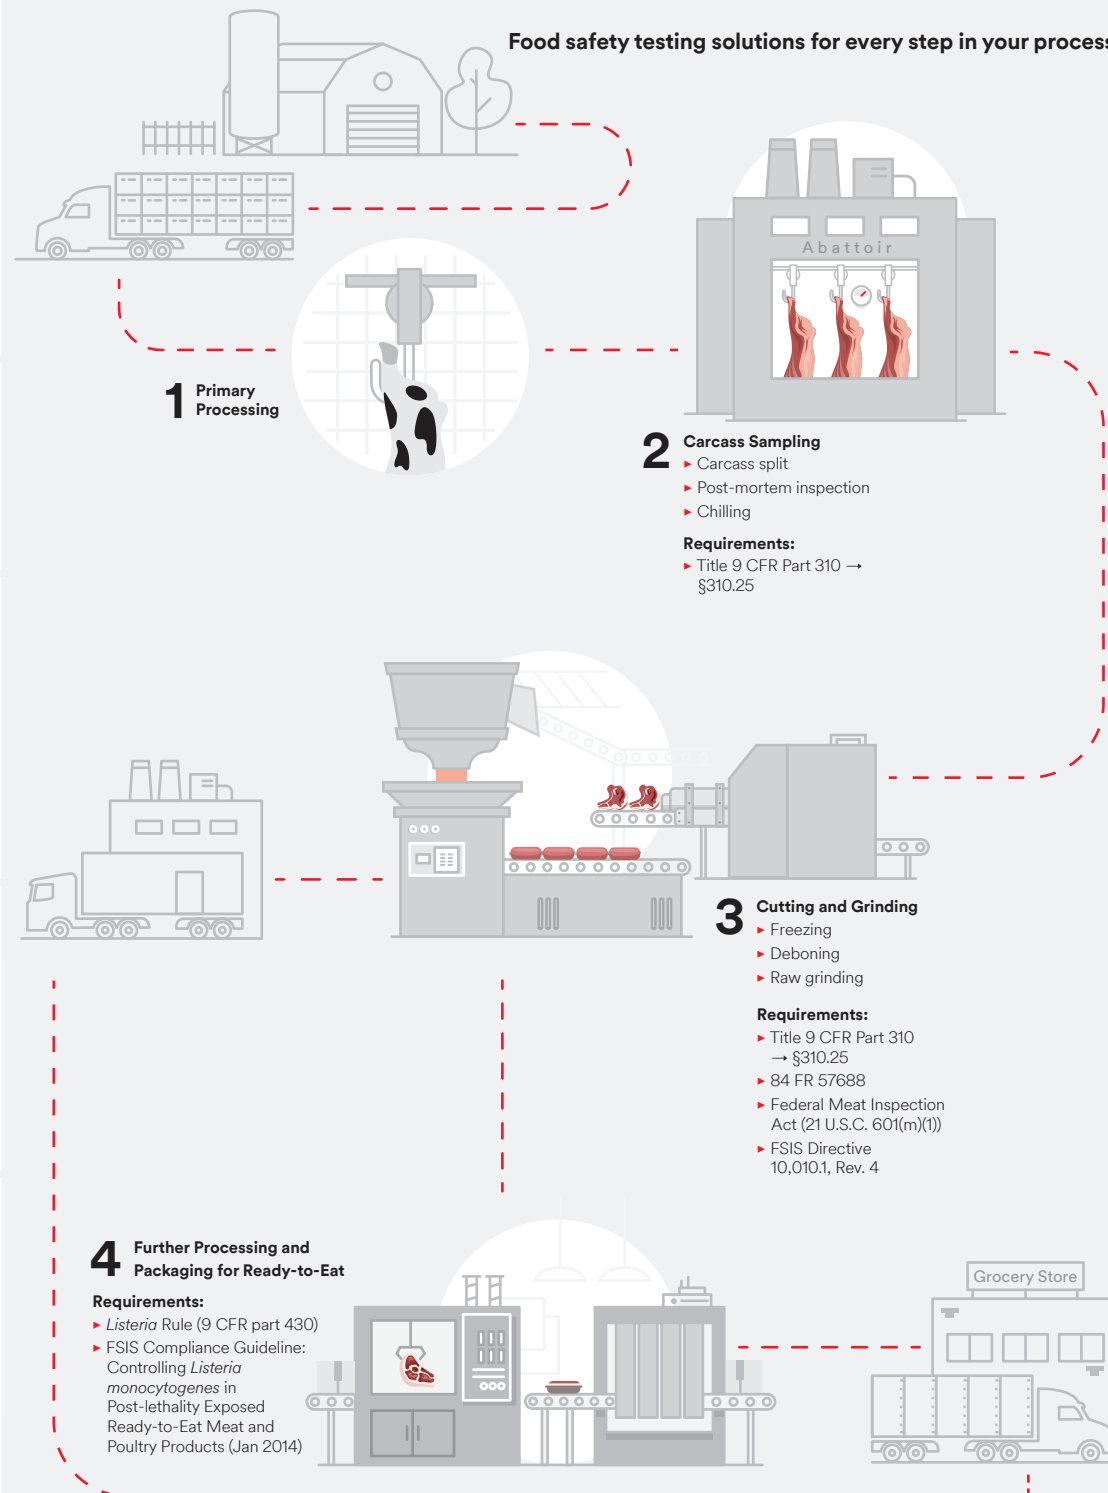 Food safety testing solutions for every step in your process
Abattoir
1 Primary
Processing
2 Carcass Sampling
► Carcass split
► Post-mortem inspection
► Chilling
Requirements:
► Title 9 CFR Part 310 →
§310.25
3 Cutting and Grinding
► Freezing
► Deboning
► Raw grinding
Requirements:
► Title 9 CFR Part 310
→ §310.25
► 84 FR 57688
► Federal Meat Inspection
Act (21 U.S.C. 601(m)(1))
► FSIS Directive
10,010.1, Rev. 4
4 Further Processing and
Packaging for Ready-to-Eat
Requirements:
► Listeria Rule (9 CFR part 430)
► FSIS Compliance Guideline:
Controlling Listeria
monocytogenes in
Post-lethality Exposed
Ready-to-Eat Meat and
Poultry Products (Jan 2014)
Grocery Store